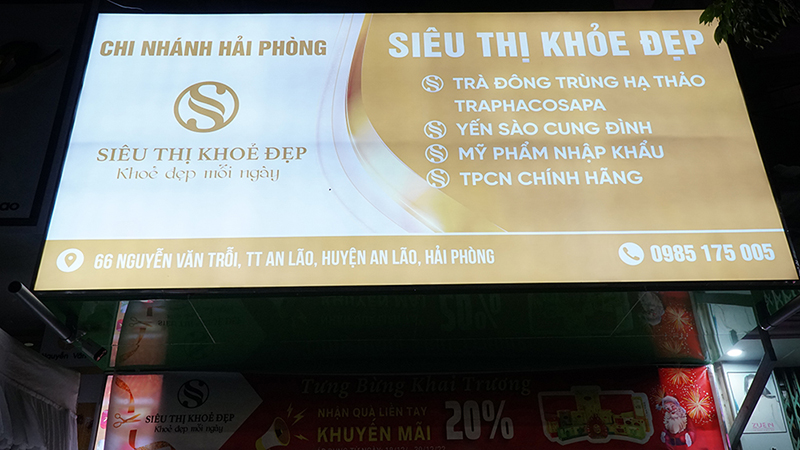 CHI NHÁNH HẢI PHÒNG
SIÊU THỊ KHOẺ ĐẸP
Khoẻ đẹp mỗi ngày
SIÊU THỊ KHỎE ĐẸP
TRÀ ĐÔNG TRÙNG HẠ THẢO
TRAPHACOSAPA
YẾN SÀO CUNG ĐÌNH
MỸ PHẨM NHẬP KHẨU
TPCN CHÍNH HÃNG
66 NGUYỄN VĂN TRỖI, TT AN LÃO, HUYỆN AN LÃO, HẢI PHÒNG
0985 175 005
Tưng Bừng Khai Trương
SIÊU THỊ KHOẺ ĐẸP
Khoẻ đẹp mỗi ngày
NHẬN QUÀ LIỀN TAY
KHUYẾN MÃI 20%